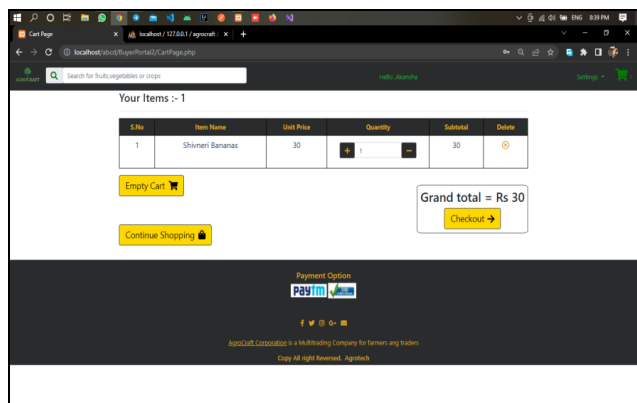 ENG 8:39 PM
Cart Page
localhost / 127.0.0.1 / agrocraft /
localhost/abcd/BuyerPortal2/CartPage.php
AGROCRAFT
Search for fruits,vegetables or crops
Hello ,Akansha
Settings
Your Items :- 1
S.No Item Name Unit Price Quantity Subtotal Delete
1 Shivneri Bananas 30 + 1 − 30
Empty Cart
Grand total = Rs 30
Checkout
Continue Shopping
Payment Option
Paytm
AgroCraft Corporation is a Multitrading Company for farmers ang traders
Copy All right Reversed. Agrotech